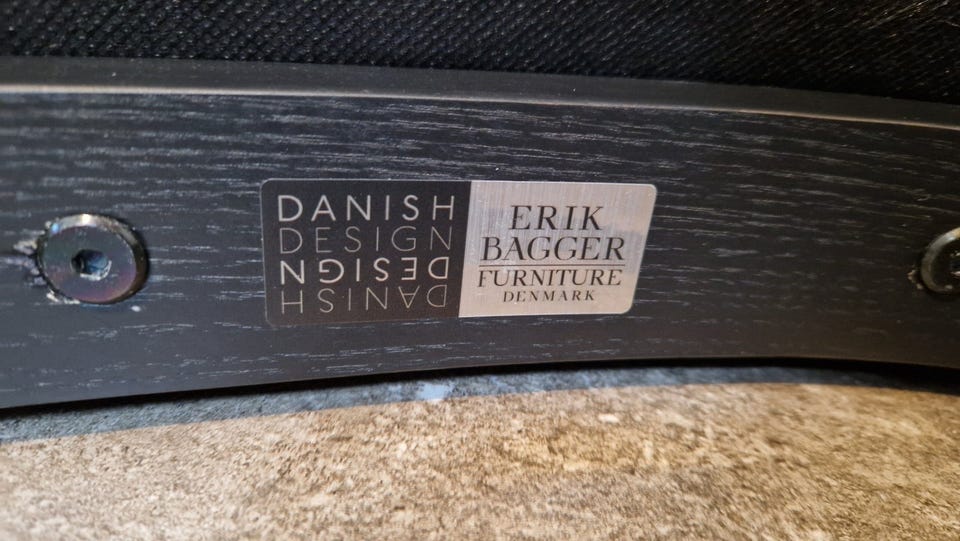 DANISH
DESIGN
DESIGN
DANISH
ERIK
BAGGER
FURNITURE
DENMARK